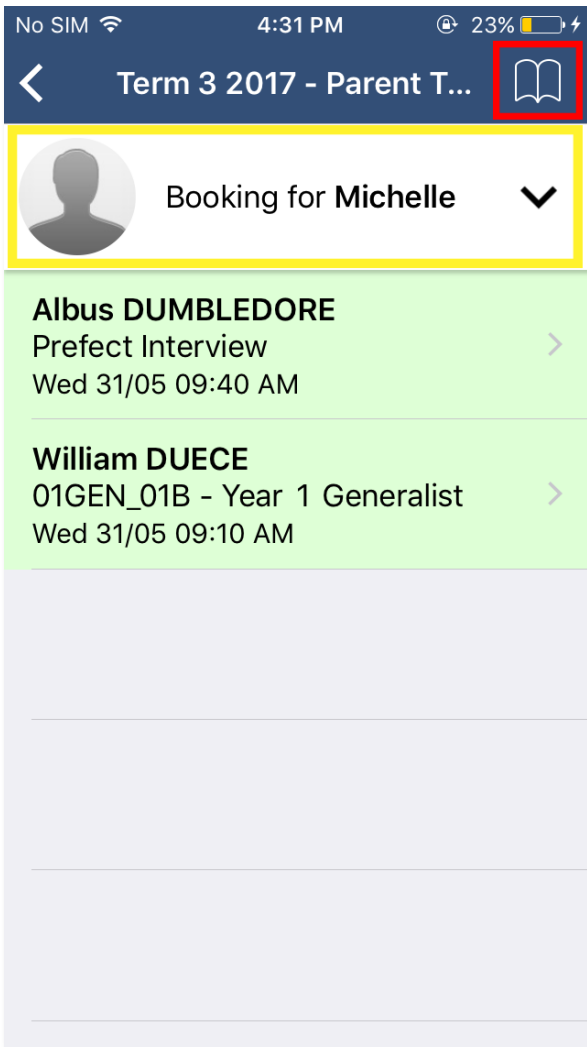 No SIM 4:31 PM 23%
Term 3 2017 - Parent T...
Booking for Michelle
Albus DUMBLEDORE
Prefect Interview
Wed 31/05 09:40 AM
William DUECE
01GEN_01B - Year 1 Generalist
Wed 31/05 09:10 AM